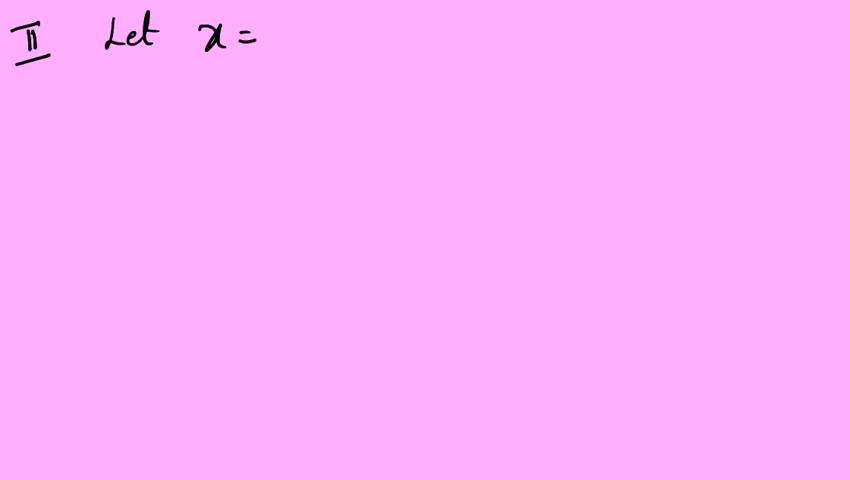 II Let x =